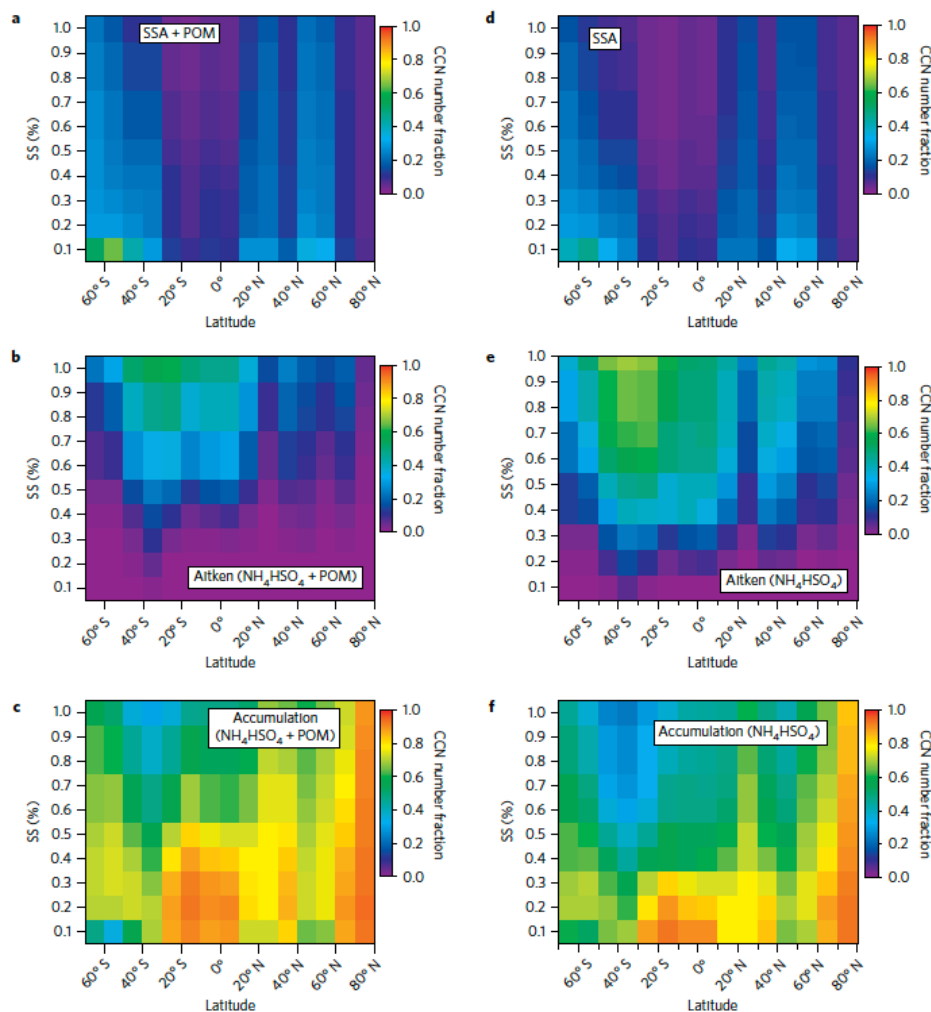 a
SSA + POM
SS (%)
1.0
0.9
0.8
0.7
0.6
0.5
0.4
0.3
0.2
0.1
60° S
40° S
20° S
0°
20° N
40° N
60° N
80° N
Latitude
1.0
0.8
0.6
0.4
0.2
0.0
CCN number fraction
d
SSA
SS (%)
1.0
0.9
0.8
0.7
0.6
0.5
0.4
0.3
0.2
0.1
60° S
40° S
20° S
0°
20° N
40° N
60° N
80° N
Latitude
1.0
0.8
0.6
0.4
0.2
0.0
CCN number fraction
b
Aitken (NH₄HSO₄ + POM)
SS (%)
1.0
0.9
0.8
0.7
0.6
0.5
0.4
0.3
0.2
0.1
60° S
40° S
20° S
0°
20° N
40° N
60° N
80° N
Latitude
1.0
0.8
0.6
0.4
0.2
0.0
CCN number fraction
e
Aitken (NH₄HSO₄)
SS (%)
1.0
0.9
0.8
0.7
0.6
0.5
0.4
0.3
0.2
0.1
60° S
40° S
20° S
0°
20° N
40° N
60° N
80° N
Latitude
1.0
0.8
0.6
0.4
0.2
0.0
CCN number fraction
c
Accumulation
(NH₄HSO₄ + POM)
SS (%)
1.0
0.9
0.8
0.7
0.6
0.5
0.4
0.3
0.2
0.1
60° S
40° S
20° S
0°
20° N
40° N
60° N
80° N
Latitude
1.0
0.8
0.6
0.4
0.2
0.0
CCN number fraction
f
Accumulation (NH₄HSO₄)
SS (%)
1.0
0.9
0.8
0.7
0.6
0.5
0.4
0.3
0.2
0.1
60° S
40° S
20° S
0°
20° N
40° N
60° N
80° N
Latitude
1.0
0.8
0.6
0.4
0.2
0.0
CCN number fraction